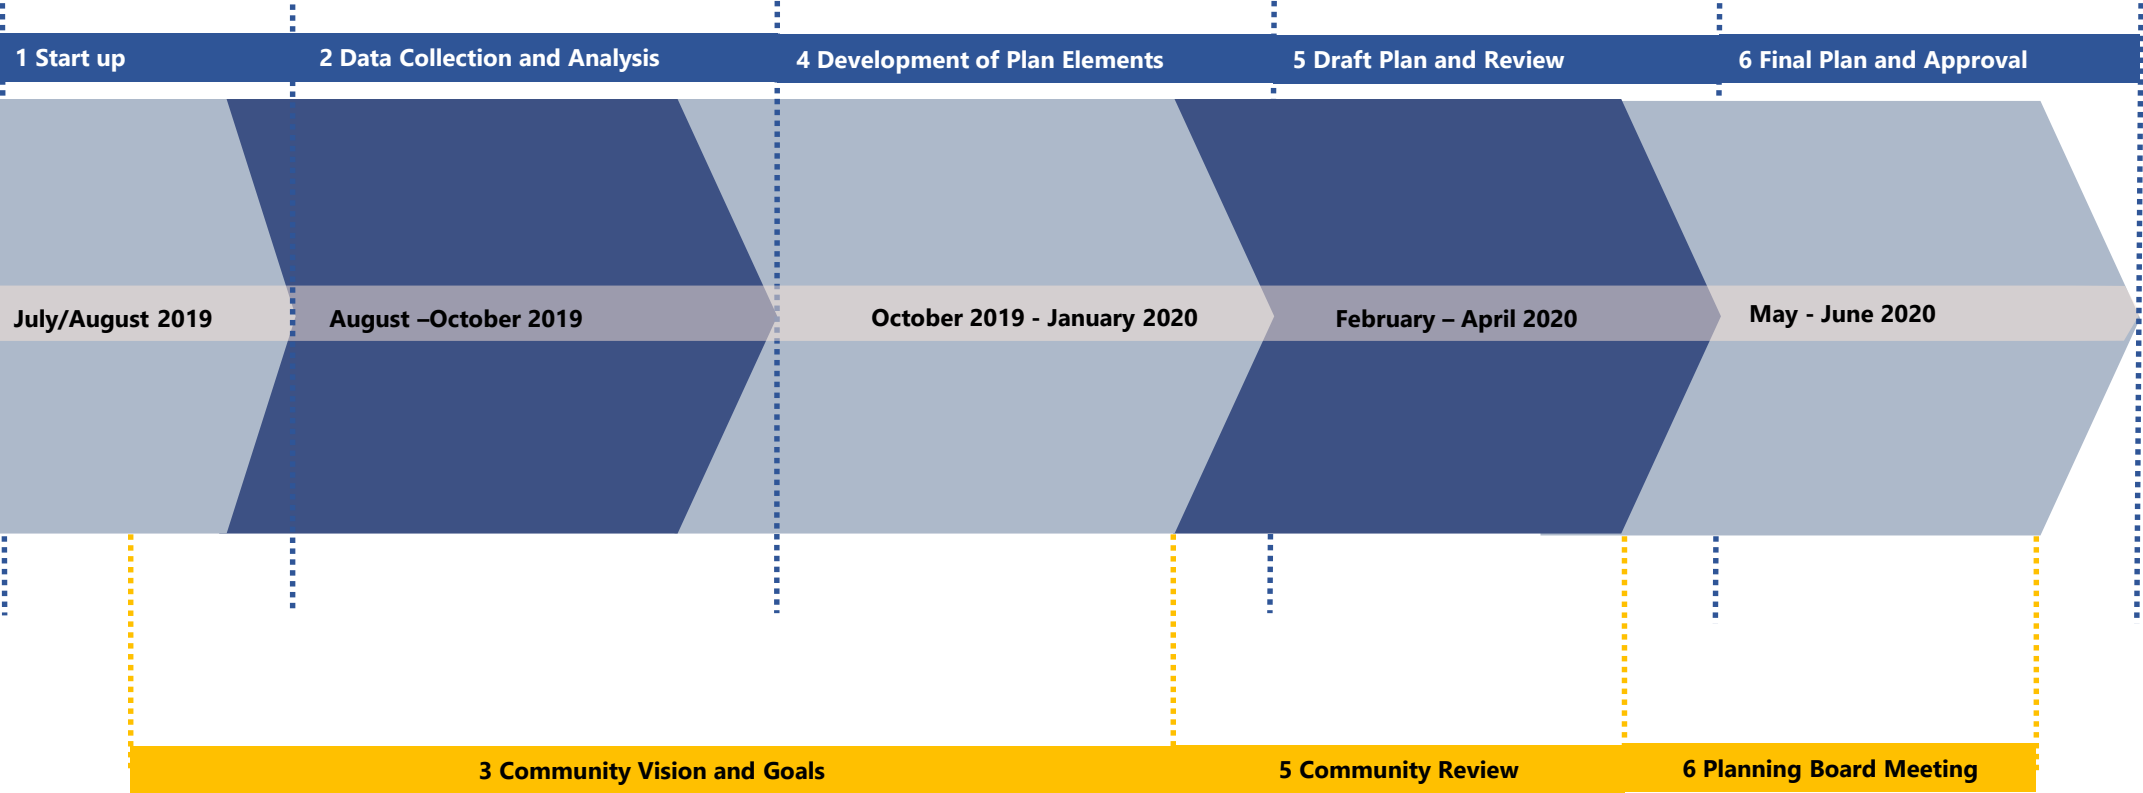 1 Start up
2 Data Collection and Analysis
4 Development of Plan Elements
5 Draft Plan and Review
6 Final Plan and Approval
July/August 2019
August –October 2019
October 2019 - January 2020
February – April 2020
May - June 2020
3 Community Vision and Goals
5 Community Review
6 Planning Board Meeting